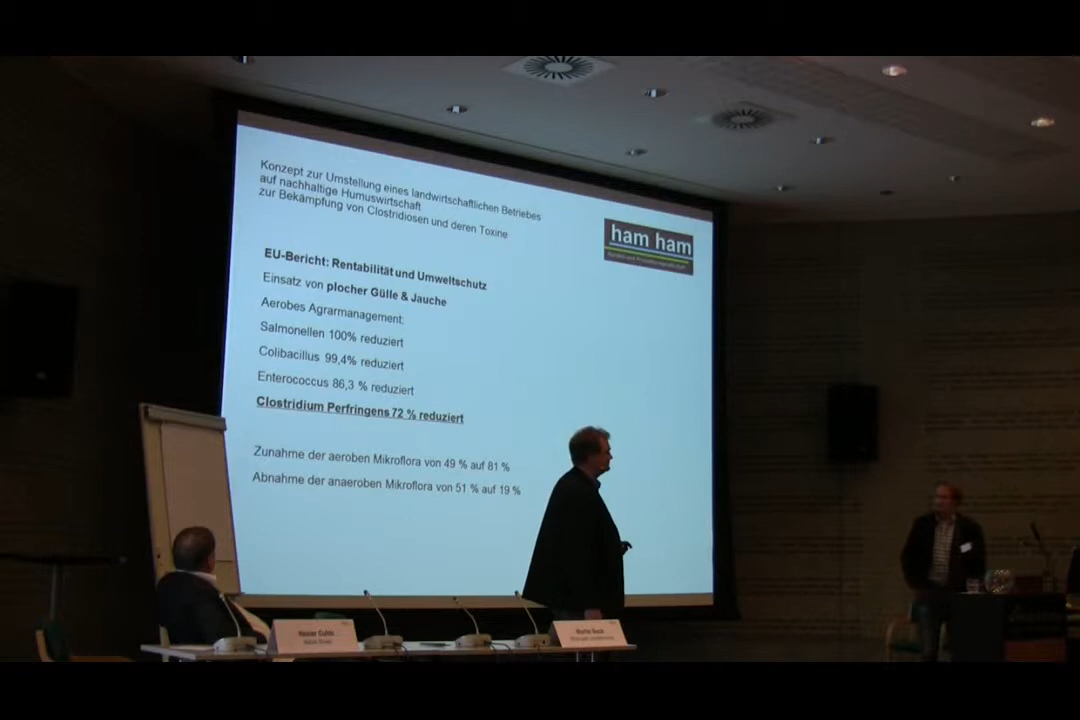 Konzept zur Umstellung eines landwirtschaftlichen Betriebes
auf nachhaltige Humuswirtschaft
zur Bekämpfung von Clostridiosen und deren Toxine
ham ham
EU-Bericht: Rentabilität und Umweltschutz
Einsatz von plocher Gülle & Jauche
Aerobes Agrarmanagement:
Salmonellen 100% reduziert
Colibacillus 99,4% reduziert
Enterococcus 86,3 % reduziert
Clostridium Perfringens 72 % reduziert
Zunahme der aeroben Mikroflora von 49 % auf 81 %
Abnahme der anaeroben Mikroflora von 51 % auf 19 %